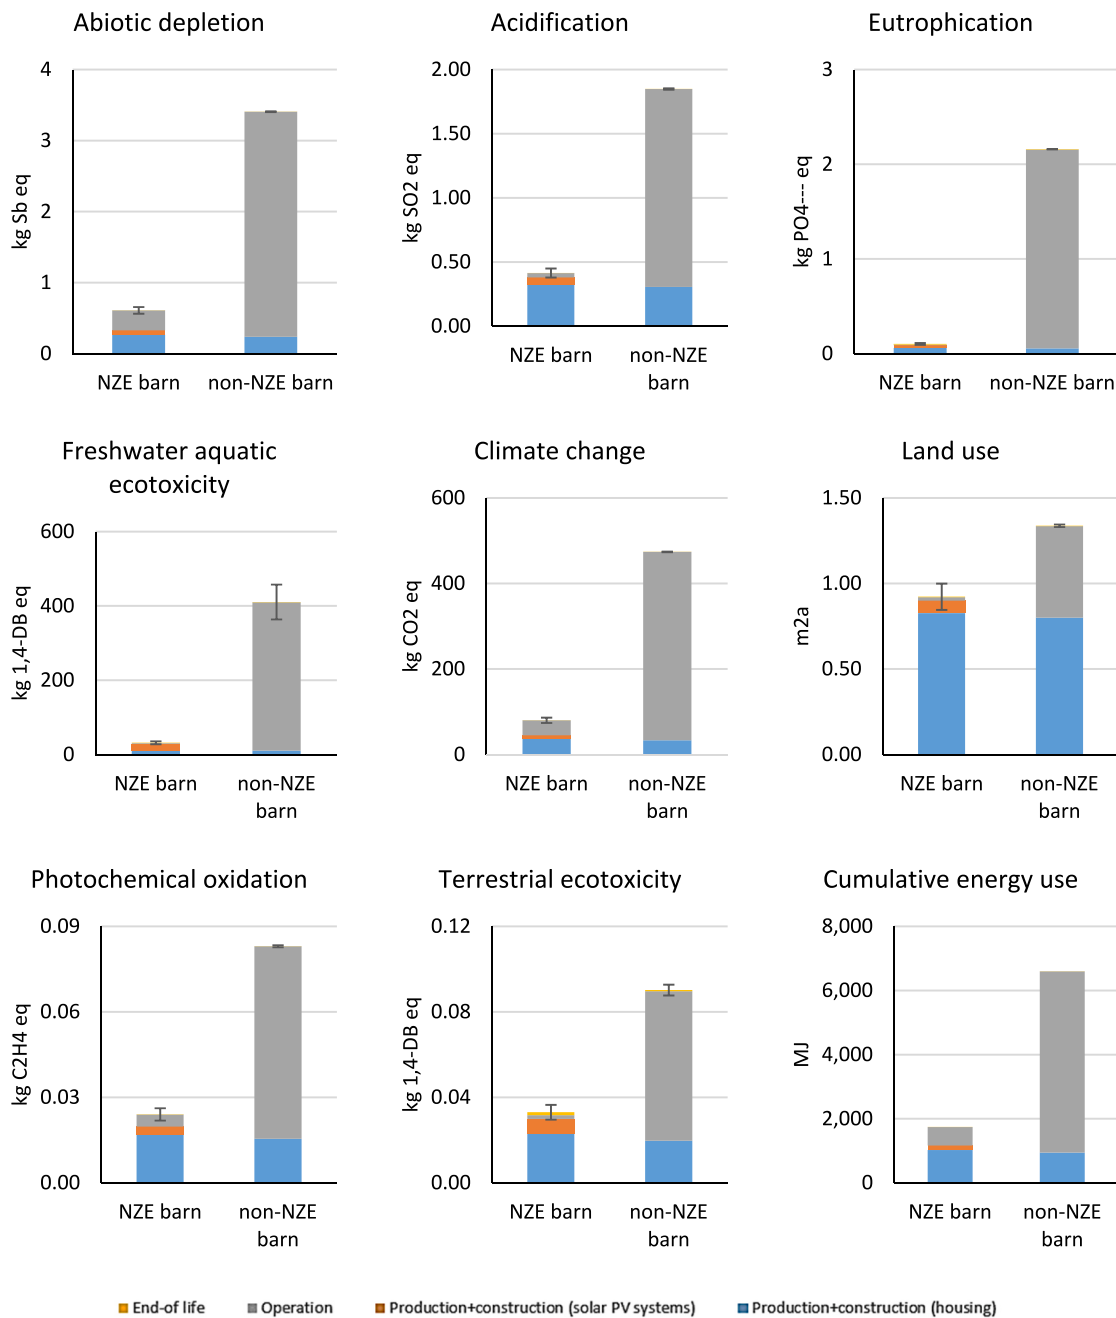 Abiotic depletion
4
3
2
1
0
kg Sb eq
NZE barn
non-NZE barn
Acidification
2.00
1.50
1.00
0.50
0.00
kg SO2 eq
NZE barn
non-NZE
barn
Eutrophication
3
2
1
0
kg PO4--- eq
NZE barn
non-NZE barn
Freshwater aquatic
ecotoxicity
600
400
200
0
kg 1,4-DB eq
NZE barn
non-NZE
barn
Climate change
600
400
200
0
kg CO2 eq
NZE barn
non-NZE
barn
Land use
1.50
1.00
0.50
0.00
m2a
NZE barn
non-NZE
barn
Photochemical oxidation
0.09
0.06
0.03
0.00
kg C2H4 eq
NZE barn
non-NZE
barn
Terrestrial ecotoxicity
0.12
0.08
0.04
0.00
kg 1,4-DB eq
NZE barn
non-NZE
barn
Cumulative energy use
8,000
6,000
4,000
2,000
0
MJ
NZE barn
non-NZE
barn
End-of life
Operation
Production+construction (solar PV systems)
Production+construction (housing)